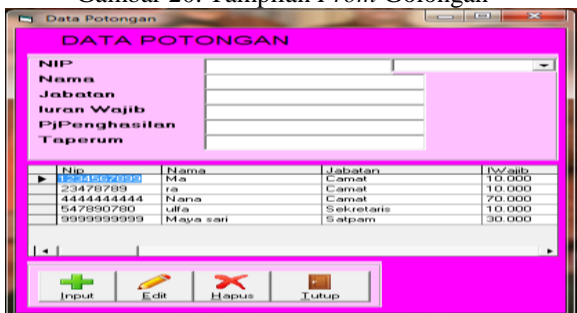 Gambar 20. Tampilan From Golongan
Data Potongan
DATA POTONGAN
NIP
Nama
Jabatan
Iuran Wajib
PjPenghasilan
Taperum
Nip Nama Jabatan IWajib
1234567899 Ma Camat 10.000
23478789 ra Camat 10.000
4444444444 Nana Camat 70.000
547890780 ulfa Sekretaris 10.000
9999999999 Maya sari Satpam 30.000
Input Edit Hapus Tutup